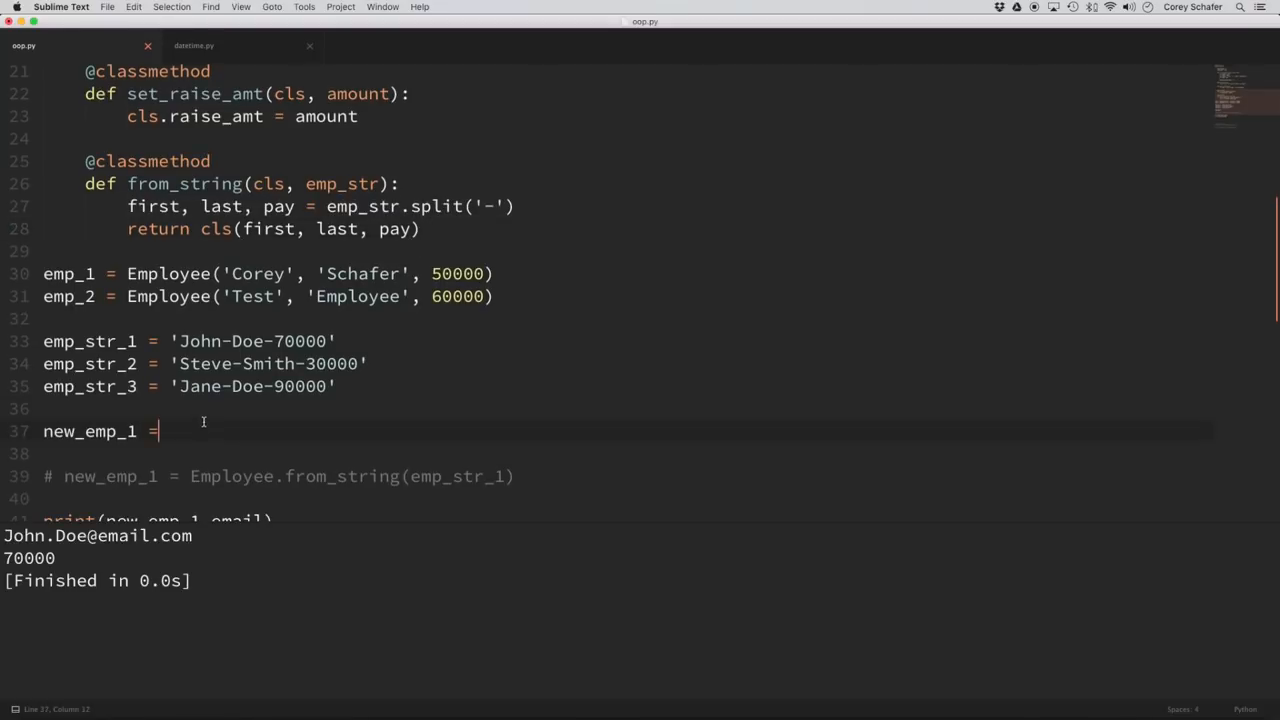 Sublime Text File Edit Selection Find View Goto Tools Project Window Help Corey Schafer
oop.py
oop.py datetime.py
21 @classmethod
22 def set_raise_amt(cls, amount):
23 cls.raise_amt = amount
24
25 @classmethod
26 def from_string(cls, emp_str):
27 first, last, pay = emp_str.split('-')
28 return cls(first, last, pay)
29
30 emp_1 = Employee('Corey', 'Schafer', 50000)
31 emp_2 = Employee('Test', 'Employee', 60000)
32
33 emp_str_1 = 'John-Doe-70000'
34 emp_str_2 = 'Steve-Smith-30000'
35 emp_str_3 = 'Jane-Doe-90000'
36
37 new_emp_1 =
38
39 # new_emp_1 = Employee.from_string(emp_str_1)
40
41 print(new_emp_1.email)
John.Doe@email.com
70000
[Finished in 0.0s]
Line 37, Column 12 Spaces: 4 Python